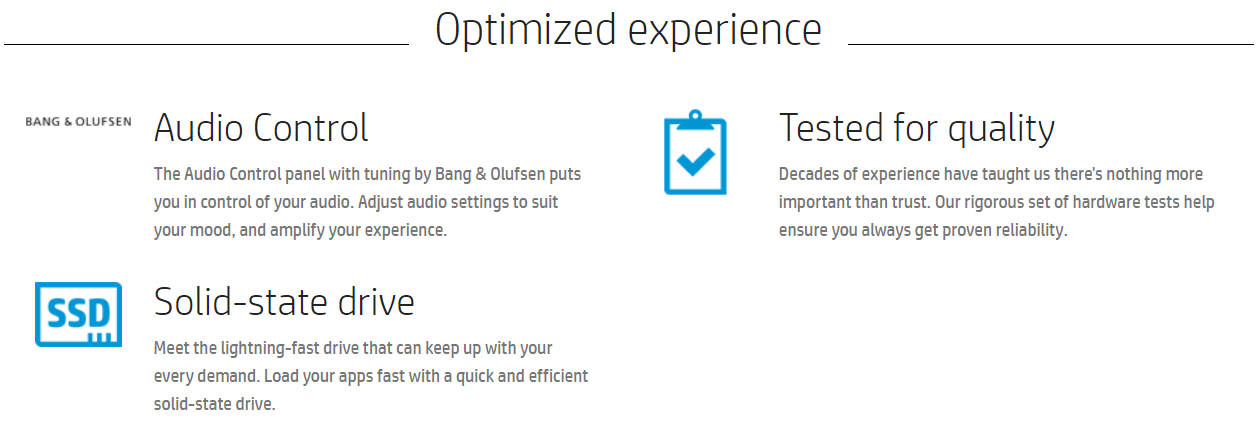 Optimized experience
BANG & OLUFSEN
Audio Control
The Audio Control panel with tuning by Bang & Olufsen puts
you in control of your audio. Adjust audio settings to suit
your mood, and amplify your experience.
Tested for quality
Decades of experience have taught us there's nothing more
important than trust. Our rigorous set of hardware tests help
ensure you always get proven reliability.
SSD
Solid-state drive
Meet the lightning-fast drive that can keep up with your
every demand. Load your apps fast with a quick and efficient
solid-state drive.